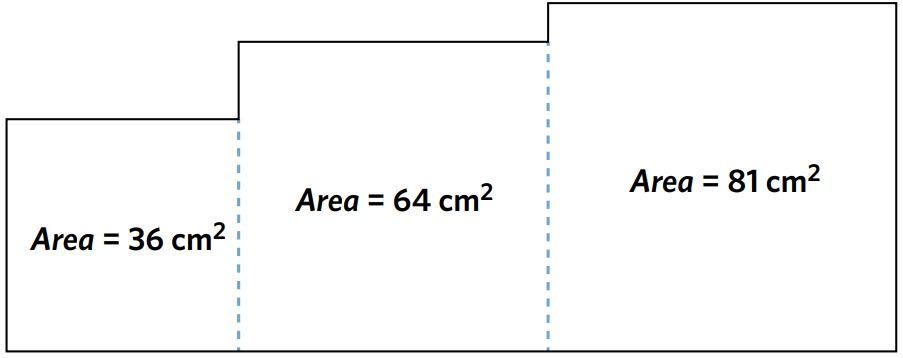 Area = 36 cm²
Area = 64 cm²
Area = 81 cm²